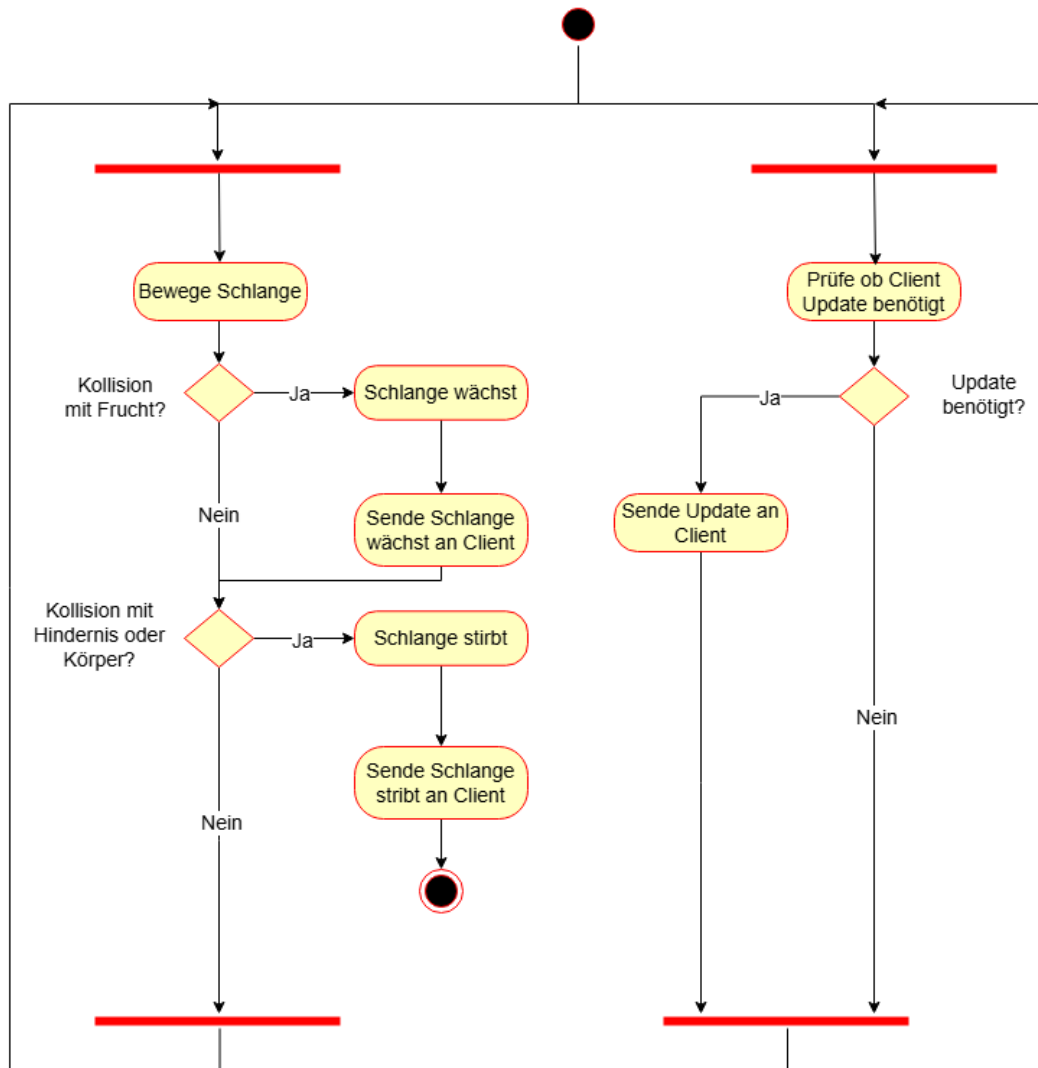 Bewege Schlange
Kollision
mit Frucht?
Ja
Schlange wächst
Nein
Sende Schlange
wächst an Client
Kollision mit
Hindernis oder
Körper?
Ja
Schlange stirbt
Nein
Sende Schlange
stribt an Client
Prüfe ob Client
Update benötigt
Update
benötigt?
Ja
Sende Update an
Client
Nein